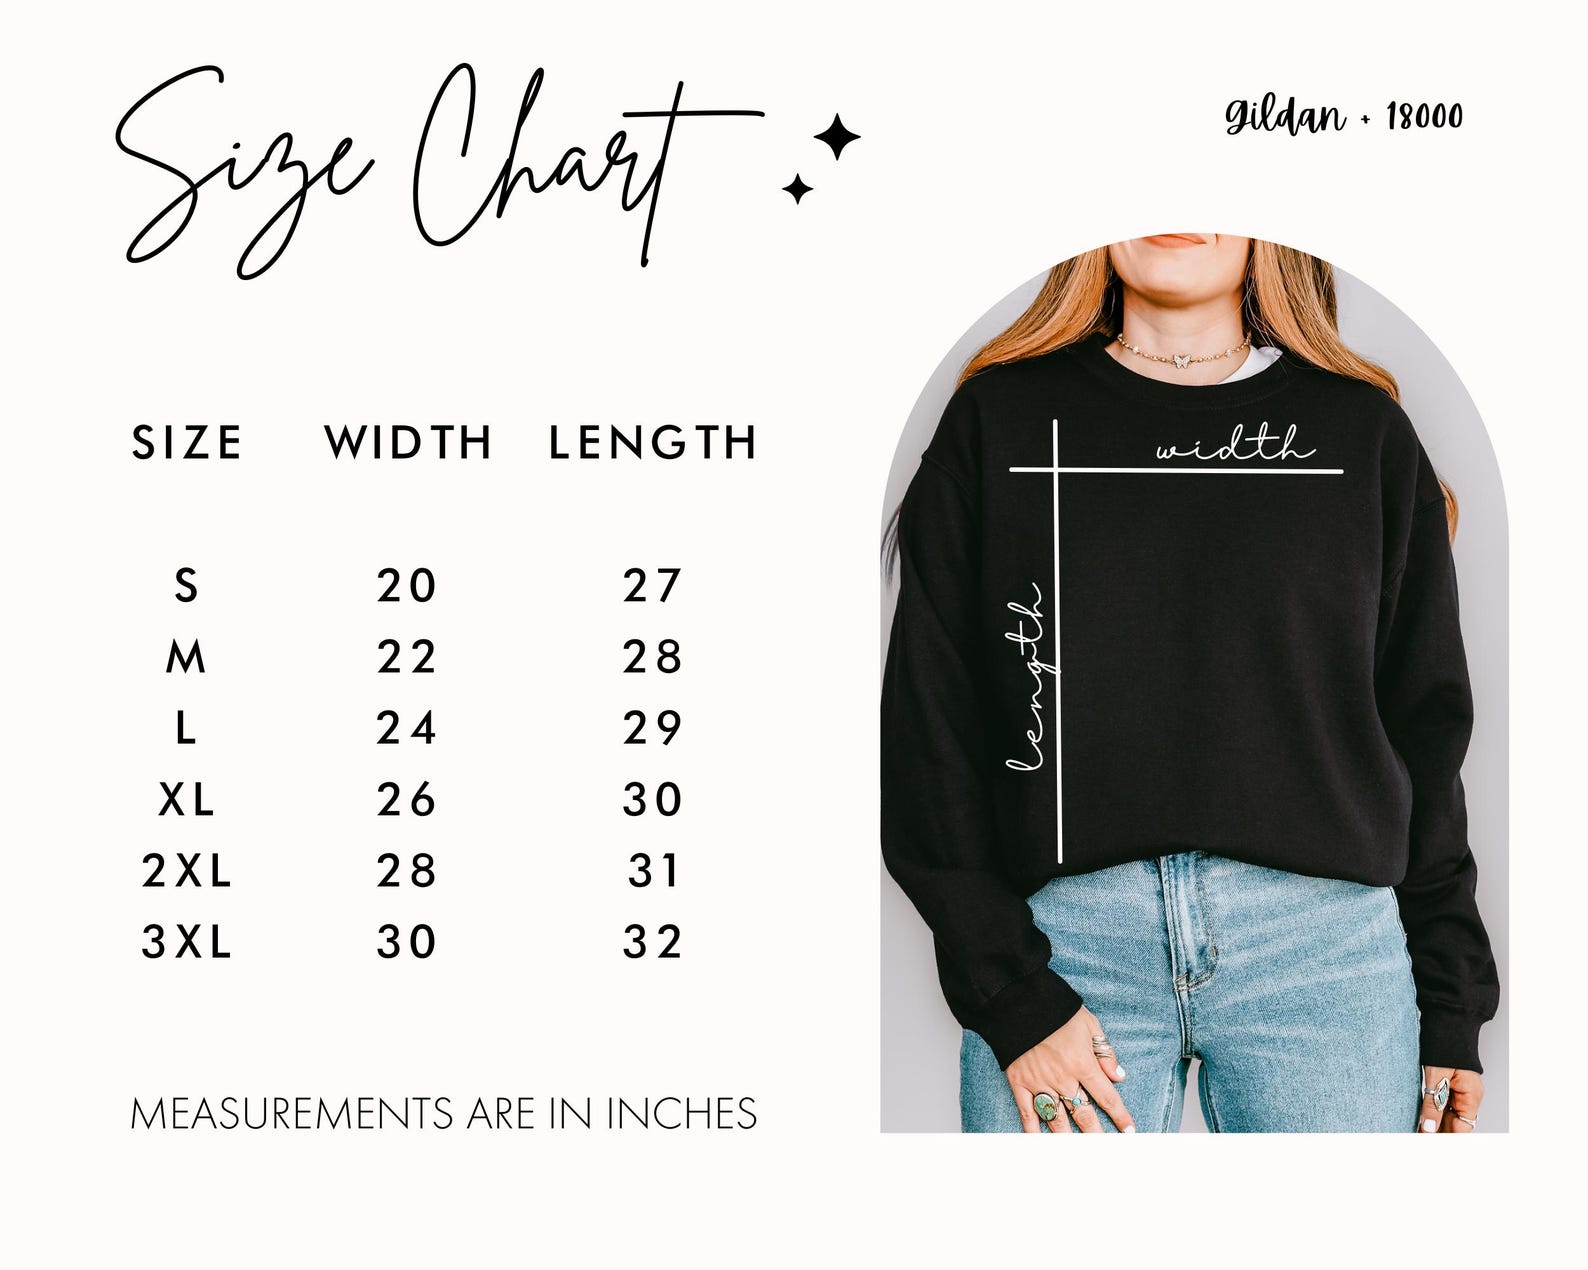 Size Chart
gildan + 18000
SIZE WIDTH LENGTH
S 20 27
M 22 28
L 24 29
XL 26 30
2XL 28 31
3XL 30 32
MEASUREMENTS ARE IN INCHES
width
length